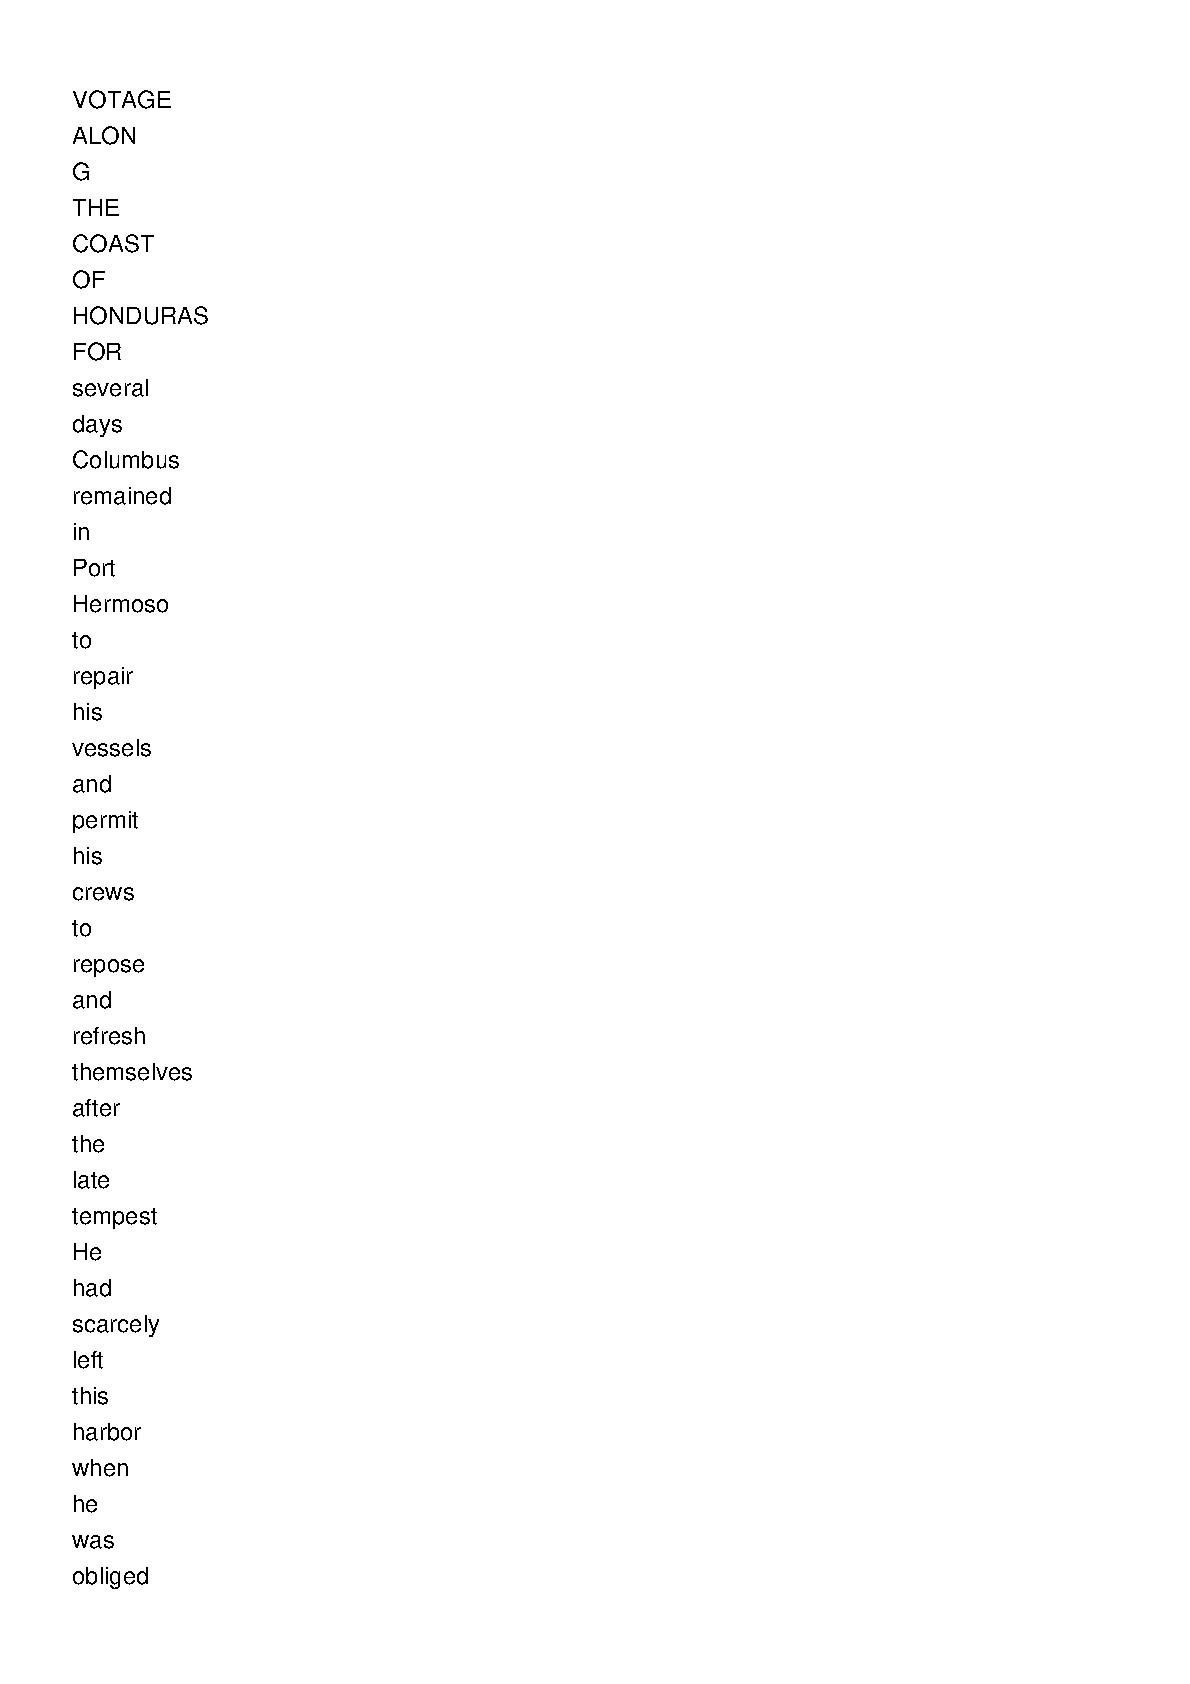 VOTAGE
ALON
G
THE
COAST
OF
HONDURAS
FOR
several
days
Columbus
remained
in
Port
Hermoso
to
repair
his
vessels
and
permit
his
crews
to
repose
and
refresh
themselves
after
the
late
tempest
He
had
scarcely
left
this
harbor
when
he
was
obliged